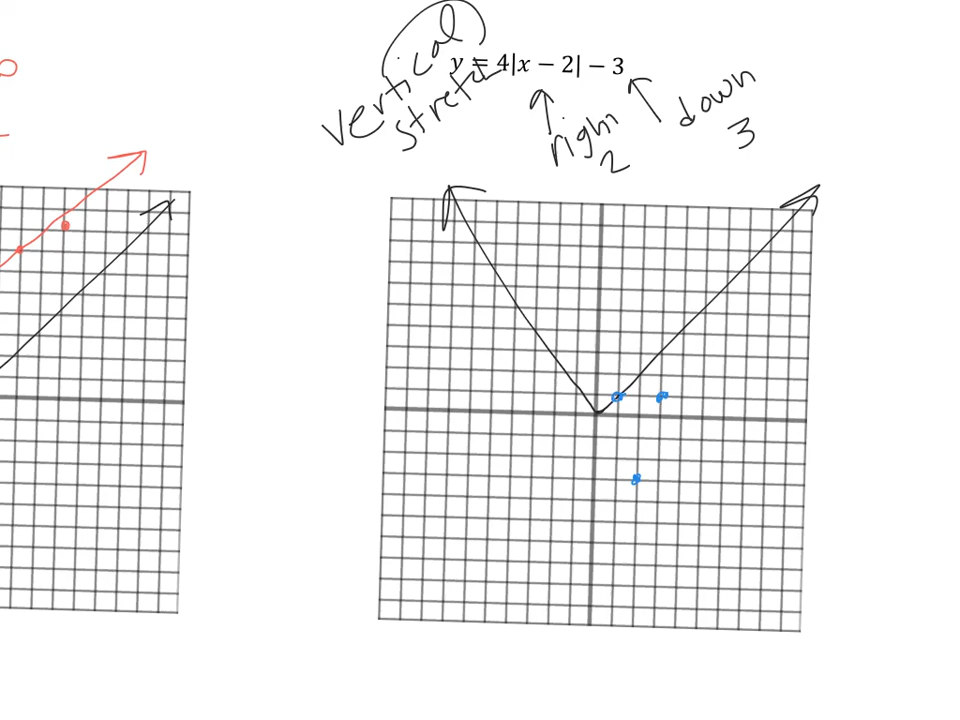 y = 4|x − 2| − 3
vertical
stretch
right
2
down
3